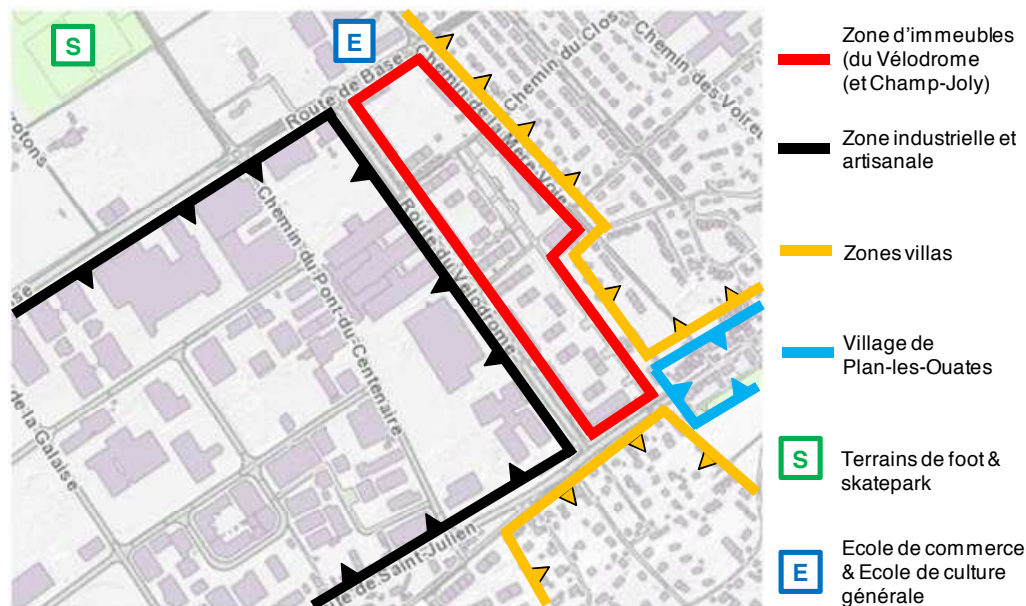 S
E
Route de Base
Chemin de la Mère-Voie
Chemin du Clos
Chemin des Voirets
Chemin du Pont-du-Centenaire
Route du Vélodrome
de la Galaise
de Saint-Julien
Zone d'immeubles
(du Vélodrome
(et Champ-Joly)
Zone industrielle et
artisanale
Zones villas
Village de
Plan-les-Ouates
S
Terrains de foot &
skatepark
E
Ecole de commerce
& Ecole de culture
générale